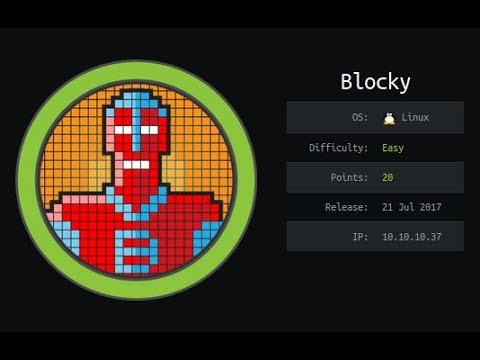 Blocky
OS: Linux
Difficulty: Easy
Points: 20
Release: 21 Jul 2017
IP: 10.10.10.37